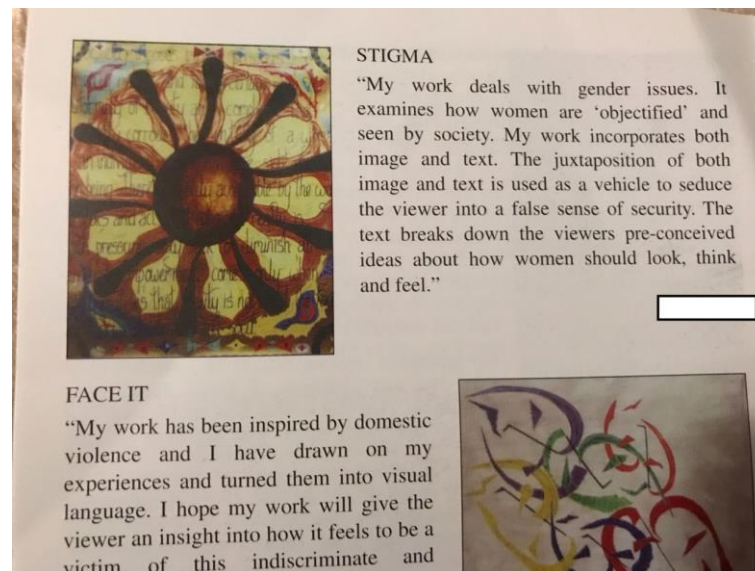 STIGMA
“My work deals with gender issues. It
examines how women are ‘objectified’ and
seen by society. My work incorporates both
image and text. The juxtaposition of both
image and text is used as a vehicle to seduce
the viewer into a false sense of security. The
text breaks down the viewers pre-conceived
ideas about how women should look, think
and feel.”
FACE IT
“My work has been inspired by domestic
violence and I have drawn on my
experiences and turned them into visual
language. I hope my work will give the
viewer an insight into how it feels to be a
victim of this indiscriminate and